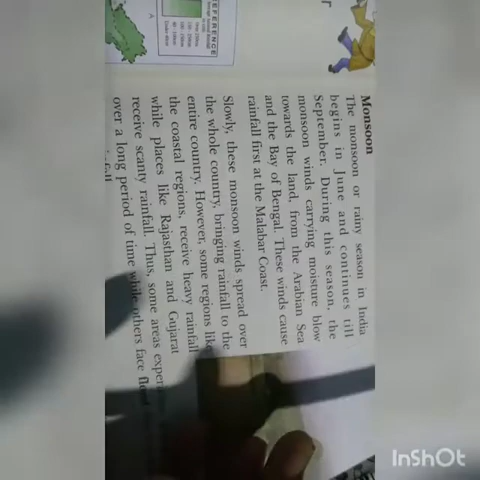 Monsoon
The monsoon or rainy season in India
begins in June and continues till
September. During this season, the
monsoon winds carrying moisture blow
towards the land, from the Arabian Sea
and the Bay of Bengal. These winds cause
rainfall first at the Malabar Coast.
Slowly, these monsoon winds spread over
the whole country, bringing rainfall to the
entire country. However, some regions like
the coastal regions, receive heavy rainfall
while places like Rajasthan and Gujarat
receive scanty rainfall. Thus, some areas
over a long period of time while others face
REFERENCE
A
r
InShOt